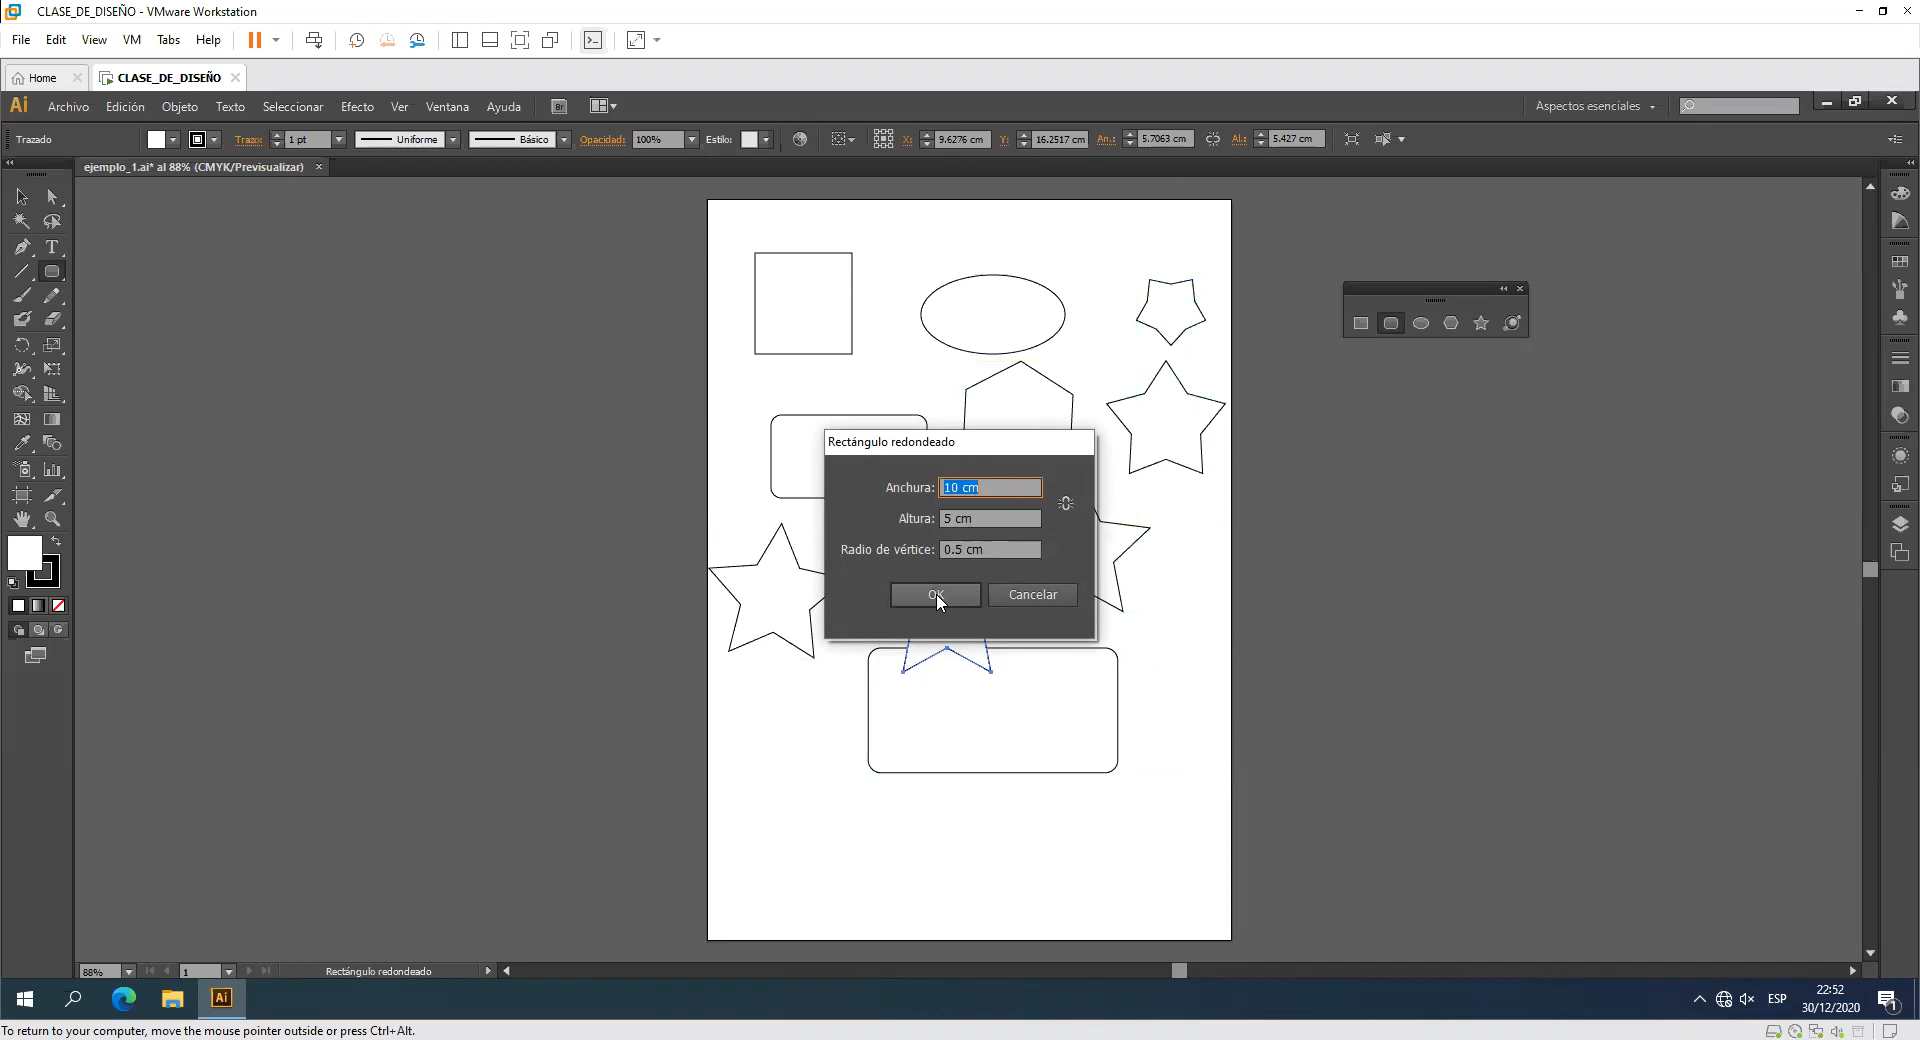 CLASE_DE_DISEÑO - VMware Workstation
File Edit View VM Tabs Help
Home CLASE_DE_DISEÑO
Ai Archivo Edición Objeto Texto Seleccionar Efecto Ver Ventana Ayuda Br Aspectos esenciales
Trazado Trazo: 1 pt Uniforme Básico Opacidad: 100% Estilo: X: 9.6276 cm Y: 16.2517 cm An.: 5.7063 cm Al.: 5.427 cm
ejemplo_1.ai* al 88% (CMYK/Previsualizar)
T
Rectángulo redondeado
Anchura: 10 cm
Altura: 5 cm
Radio de vértice: 0.5 cm
OK Cancelar
88% 1 Rectángulo redondeado
Ai ESP 22:52
30/12/2020 1
To return to your computer, move the mouse pointer outside or press Ctrl+Alt.